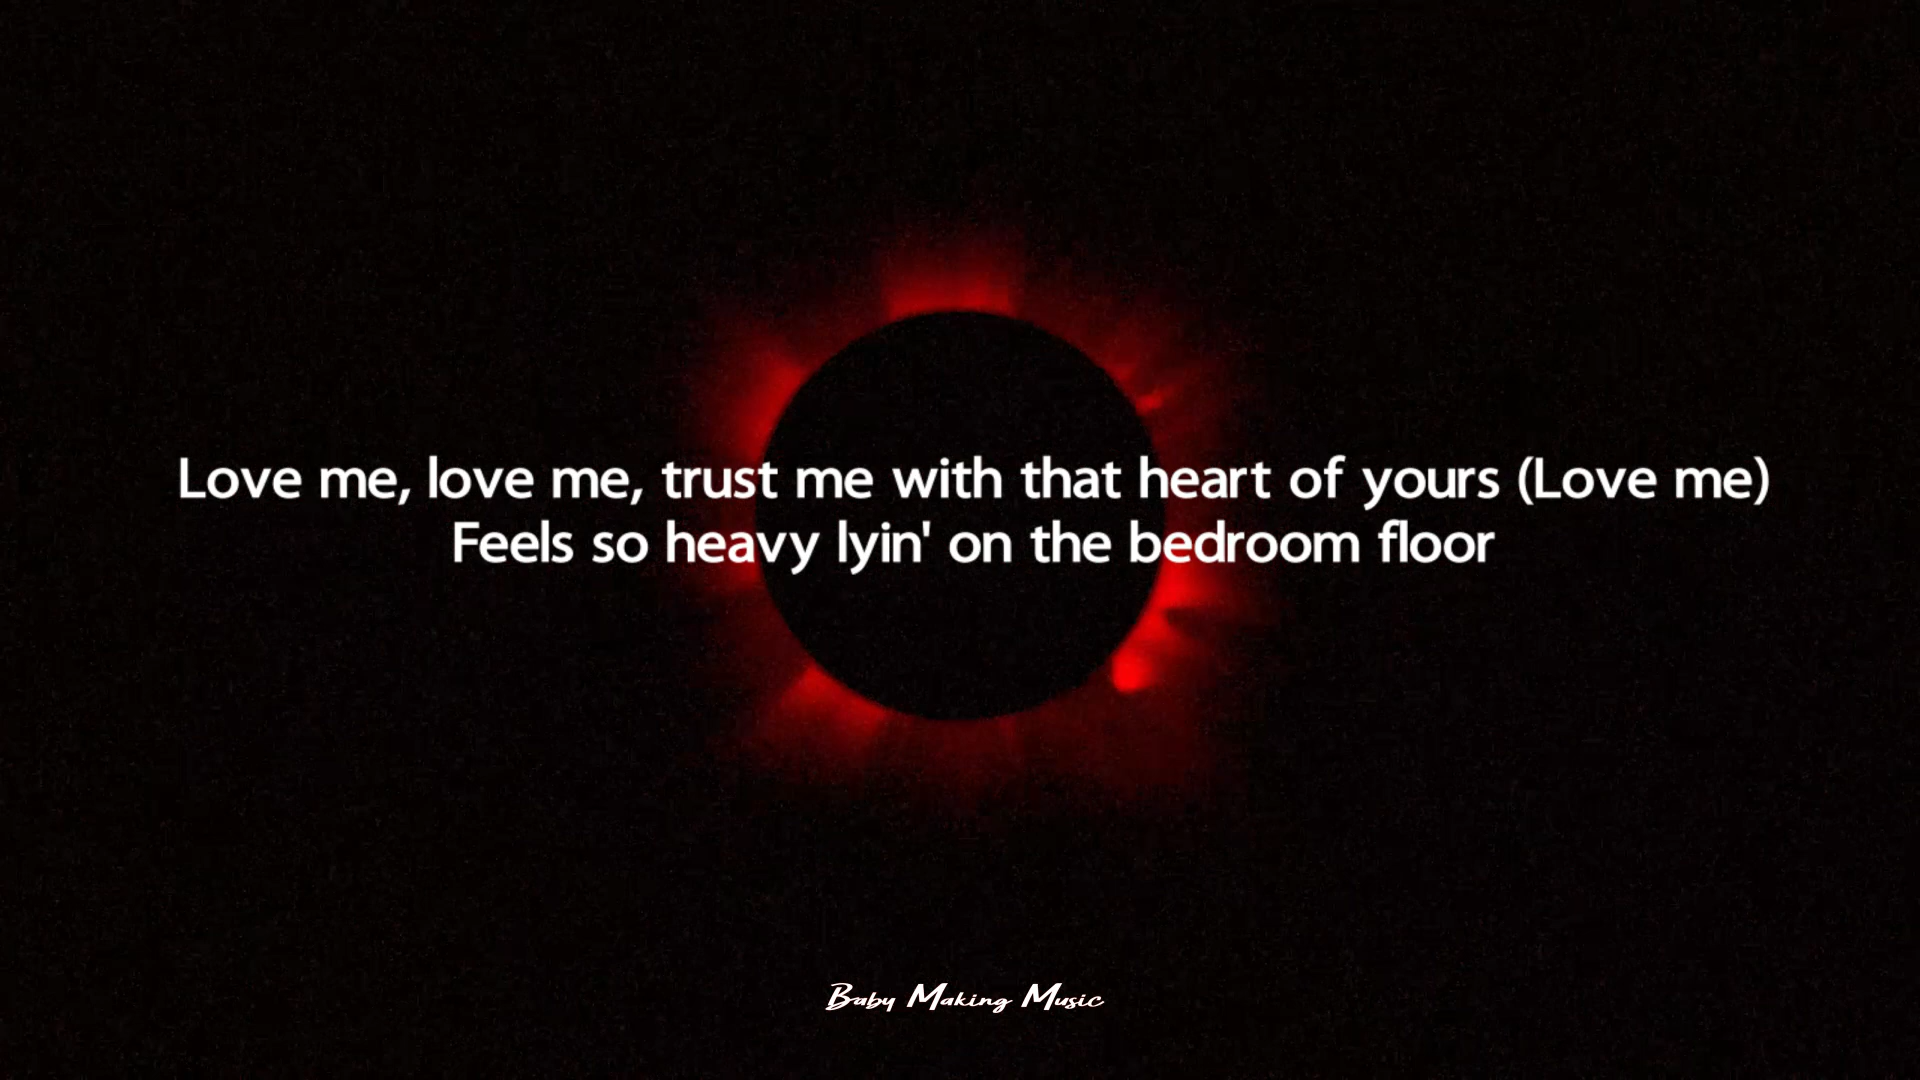 Love me, love me, trust me with that heart of yours (Love me)
Feels so heavy lyin' on the bedroom floor
Baby Making Music